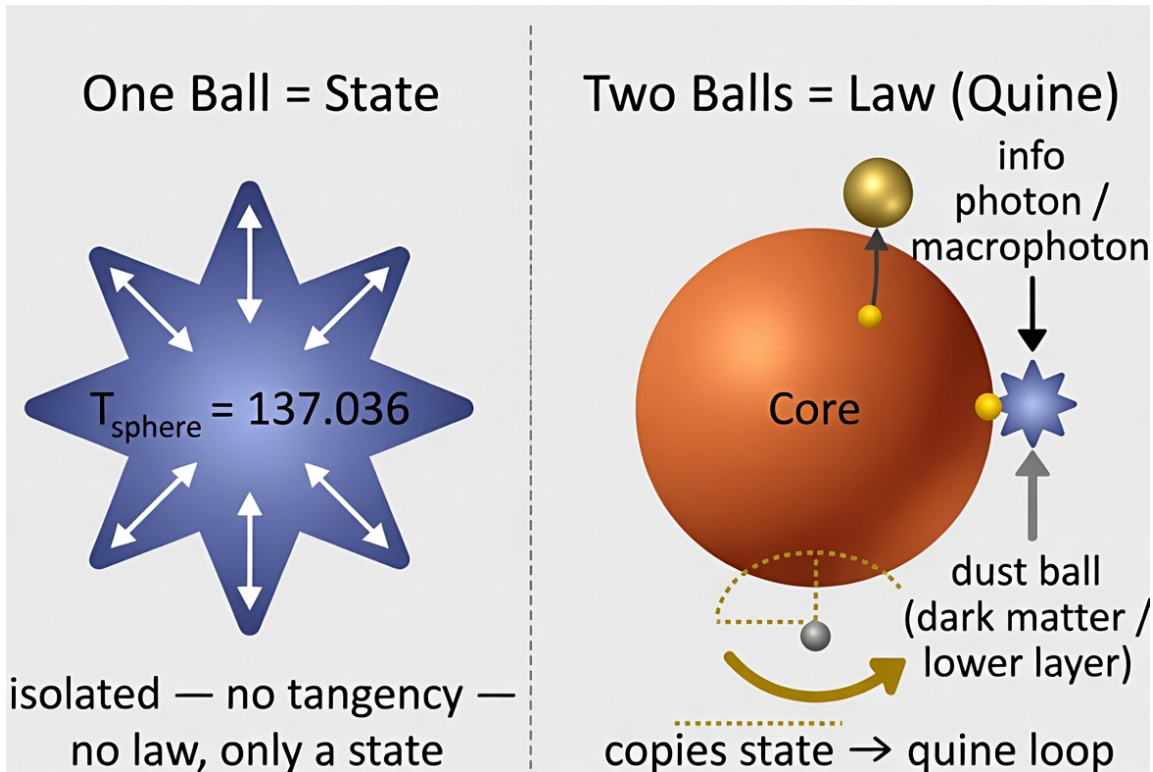 One Ball = State
T_sphere = 137.036
isolated — no tangency —
no law, only a state
Two Balls = Law (Quine)
info
photon /
macrophoton
Core
dust ball
(dark matter /
lower layer)
copies state → quine loop